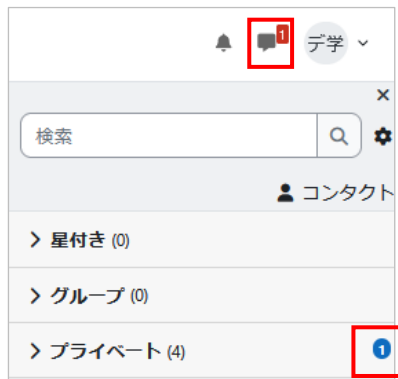 1 デ学
検索
コンタクト
星付き (0)
グループ (0)
プライベート (4) 1